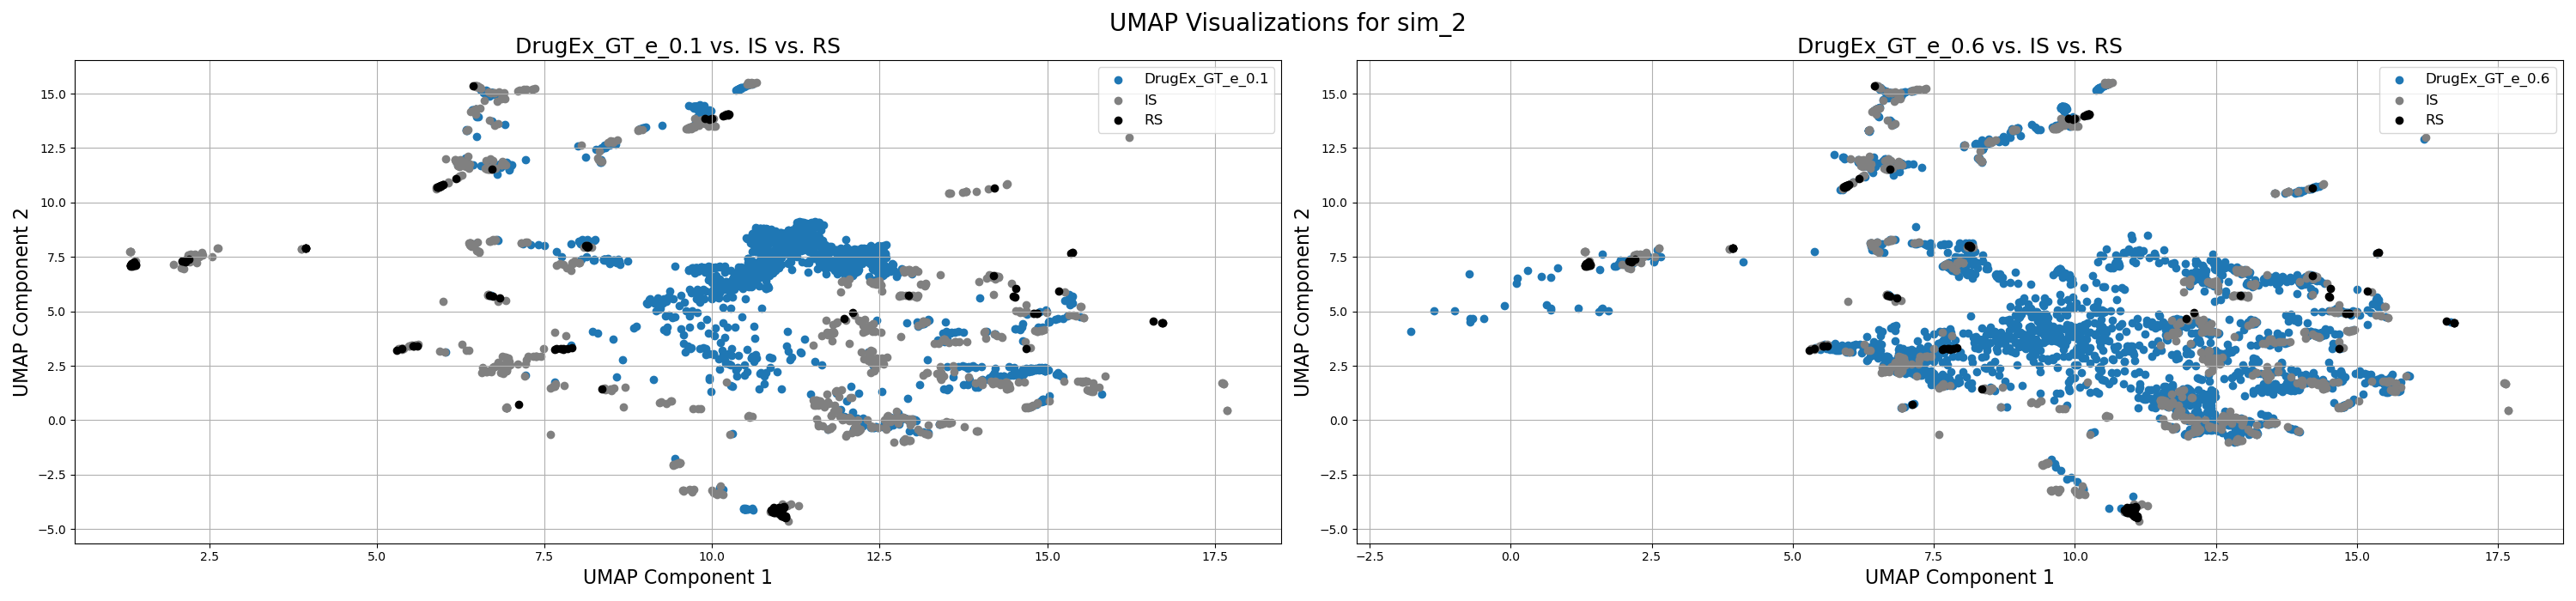 UMAP Visualizations for sim_2
DrugEx_GT_e_0.1 vs. IS vs. RS
DrugEx_GT_e_0.1
IS
RS
15.0
12.5
10.0
7.5
5.0
2.5
0.0
−2.5
−5.0
UMAP Component 2
2.5
5.0
7.5
10.0
12.5
15.0
17.5
UMAP Component 1
DrugEx_GT_e_0.6 vs. IS vs. RS
DrugEx_GT_e_0.6
IS
RS
15.0
12.5
10.0
7.5
5.0
2.5
0.0
−2.5
−5.0
UMAP Component 2
−2.5
0.0
2.5
5.0
7.5
10.0
12.5
15.0
17.5
UMAP Component 1